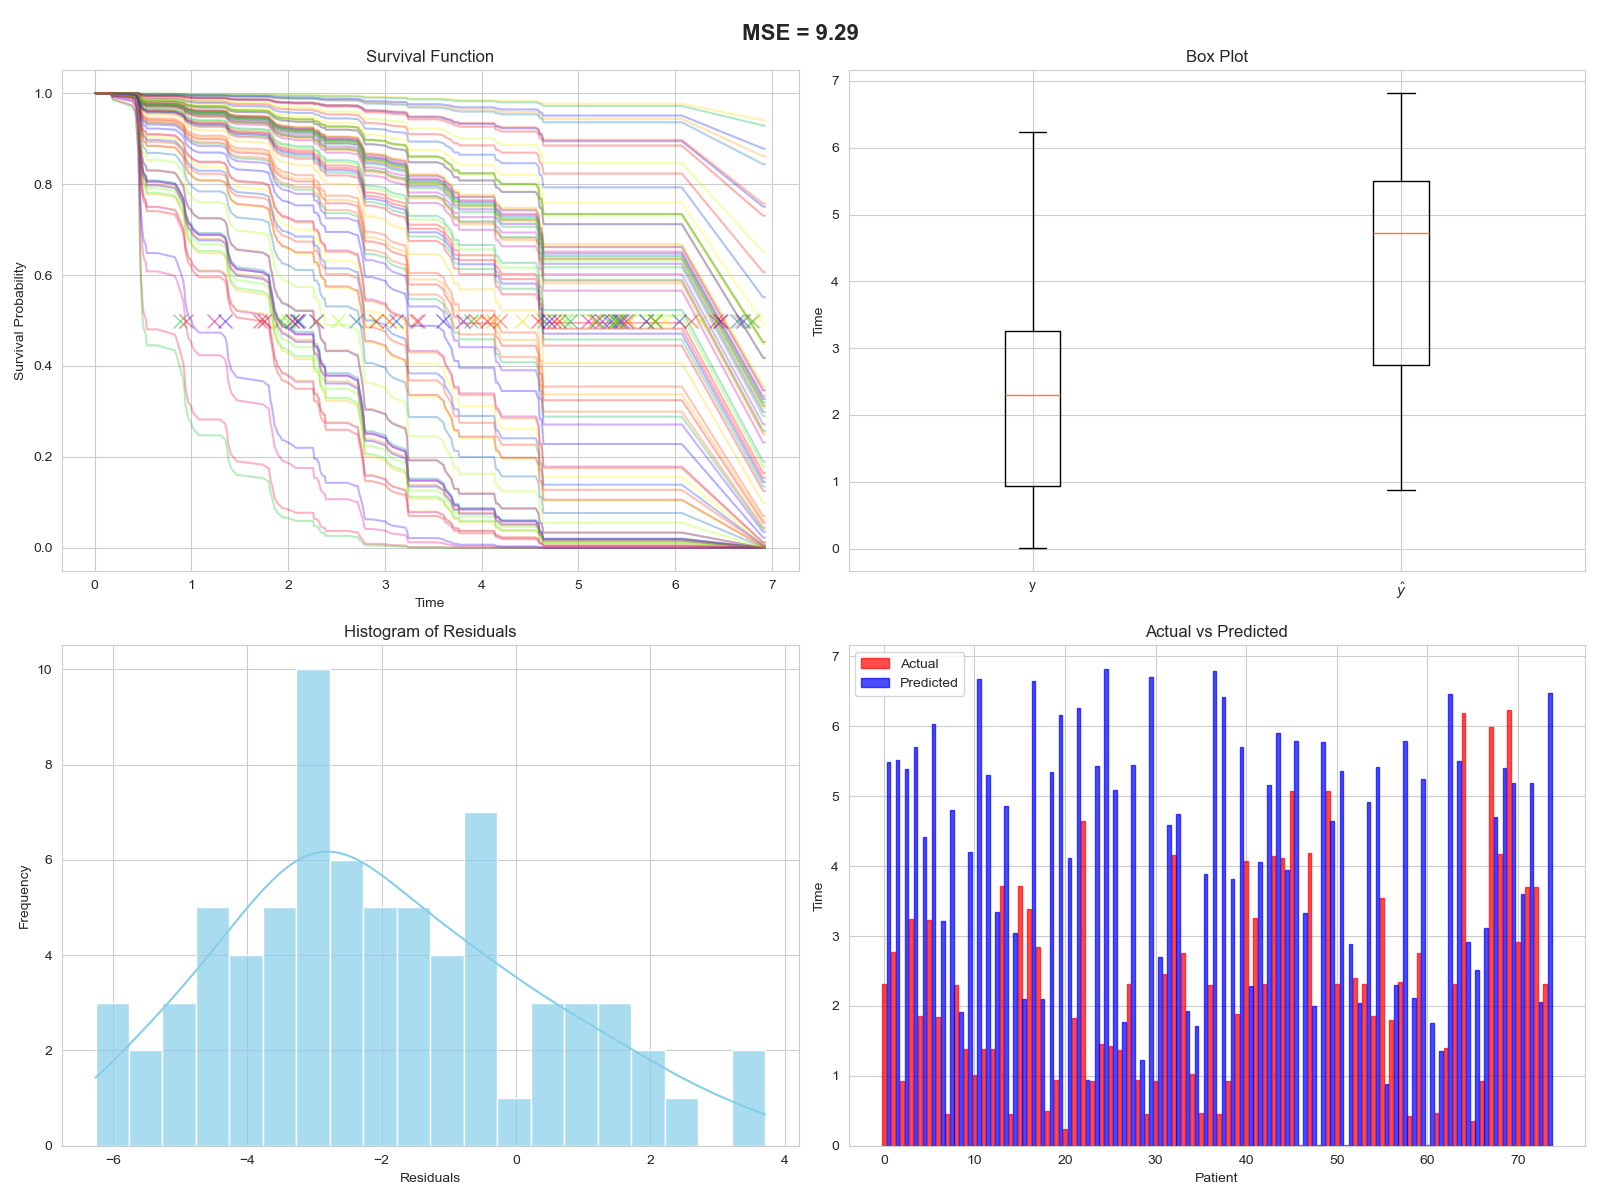 MSE = 9.29
Survival Function
Survival Probability
1.0
0.8
0.6
0.4
0.2
0.0
0 1 2 3 4 5 6 7
Time
Box Plot
Time
7
6
5
4
3
2
1
0
y ŷ
Histogram of Residuals
Frequency
10
8
6
4
2
0
−6 −4 −2 0 2 4
Residuals
Actual vs Predicted
Actual
Predicted
Time
7
6
5
4
3
2
1
0
0 10 20 30 40 50 60 70
Patient